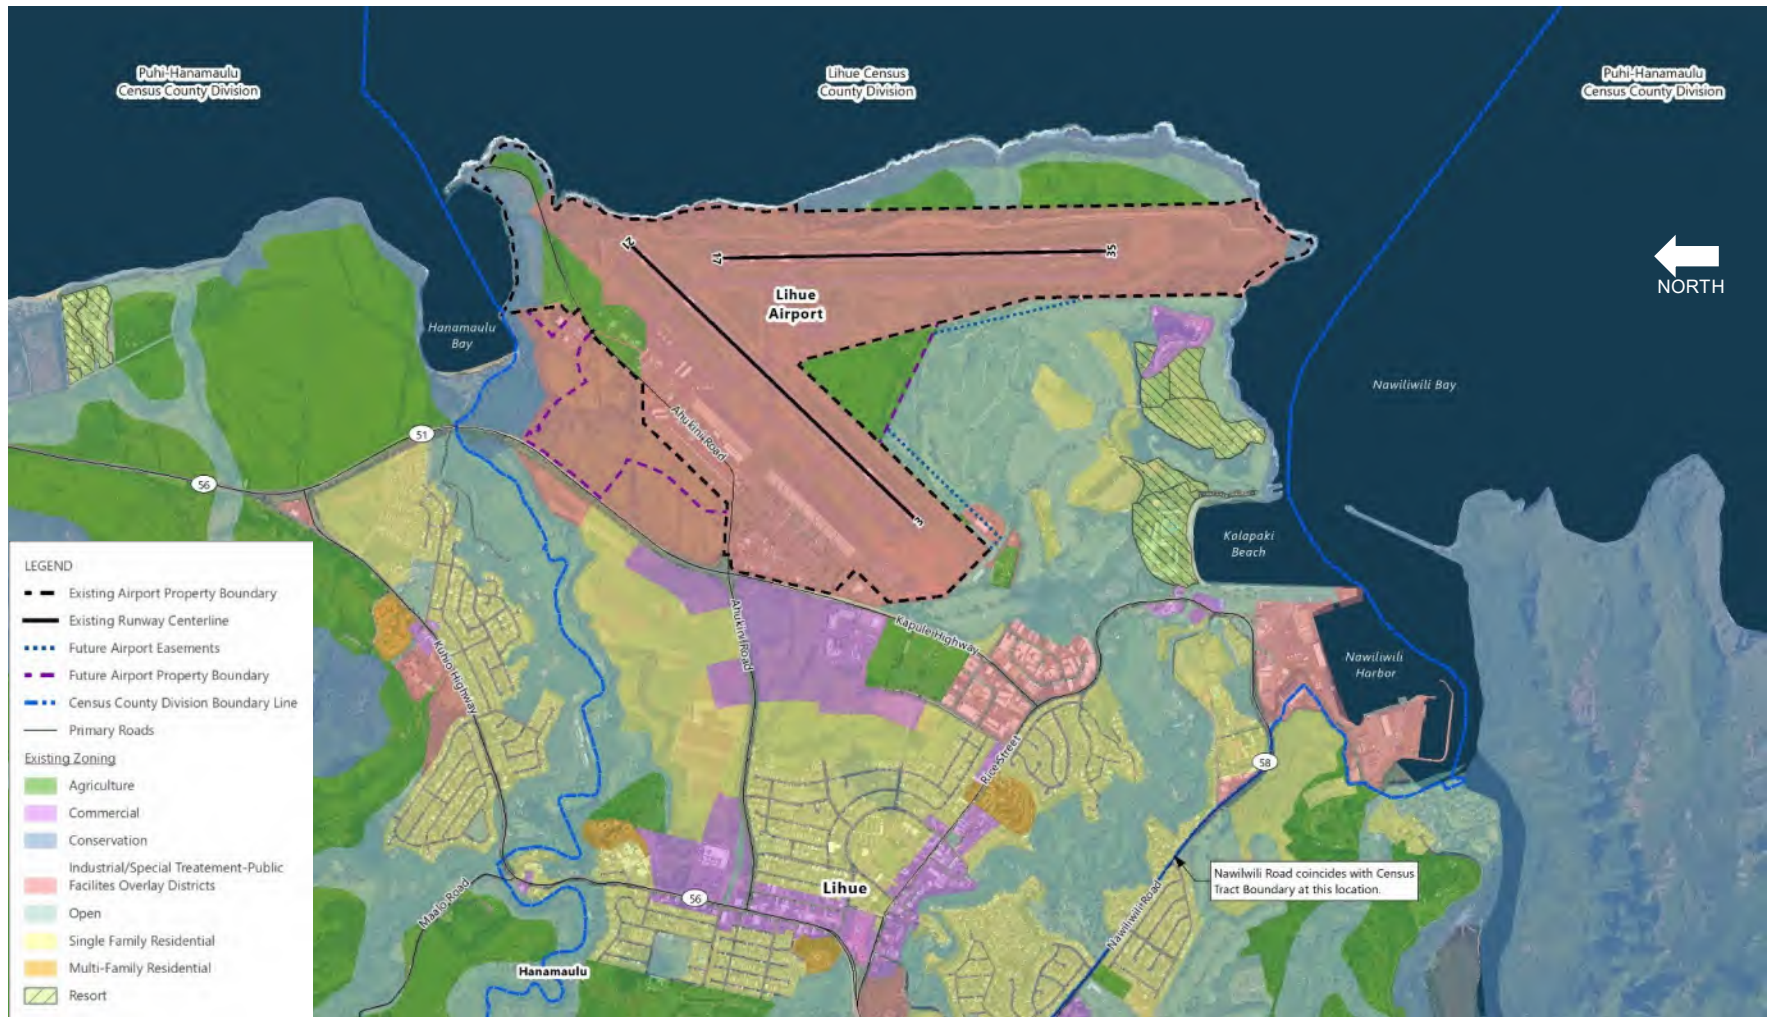 Puhi-Hanamaulu
Census County Division
Lihue Census
County Division
Puhi-Hanamaulu
Census County Division
NORTH
21
17
35
Lihue
Airport
Hanamaulu
Bay
Nawiliwili Bay
Ahukini Road
51
56
3
Kalapaki
Beach
Ahukini Road
Kapule Highway
Kuhio Highway
Nawiliwili
Harbor
Rice Street
58
LEGEND
Existing Airport Property Boundary
Existing Runway Centerline
Future Airport Easements
Future Airport Property Boundary
Census County Division Boundary Line
Primary Roads
Existing Zoning
Agriculture
Commercial
Conservation
Industrial/Special Treatement-Public
Facilites Overlay Districts
Open
Single Family Residential
Multi-Family Residential
Resort
Maalo Road
56
Lihue
Hanamaulu
Nawiliwili Road
Nawilwili Road coincides with Census
Tract Boundary at this location.